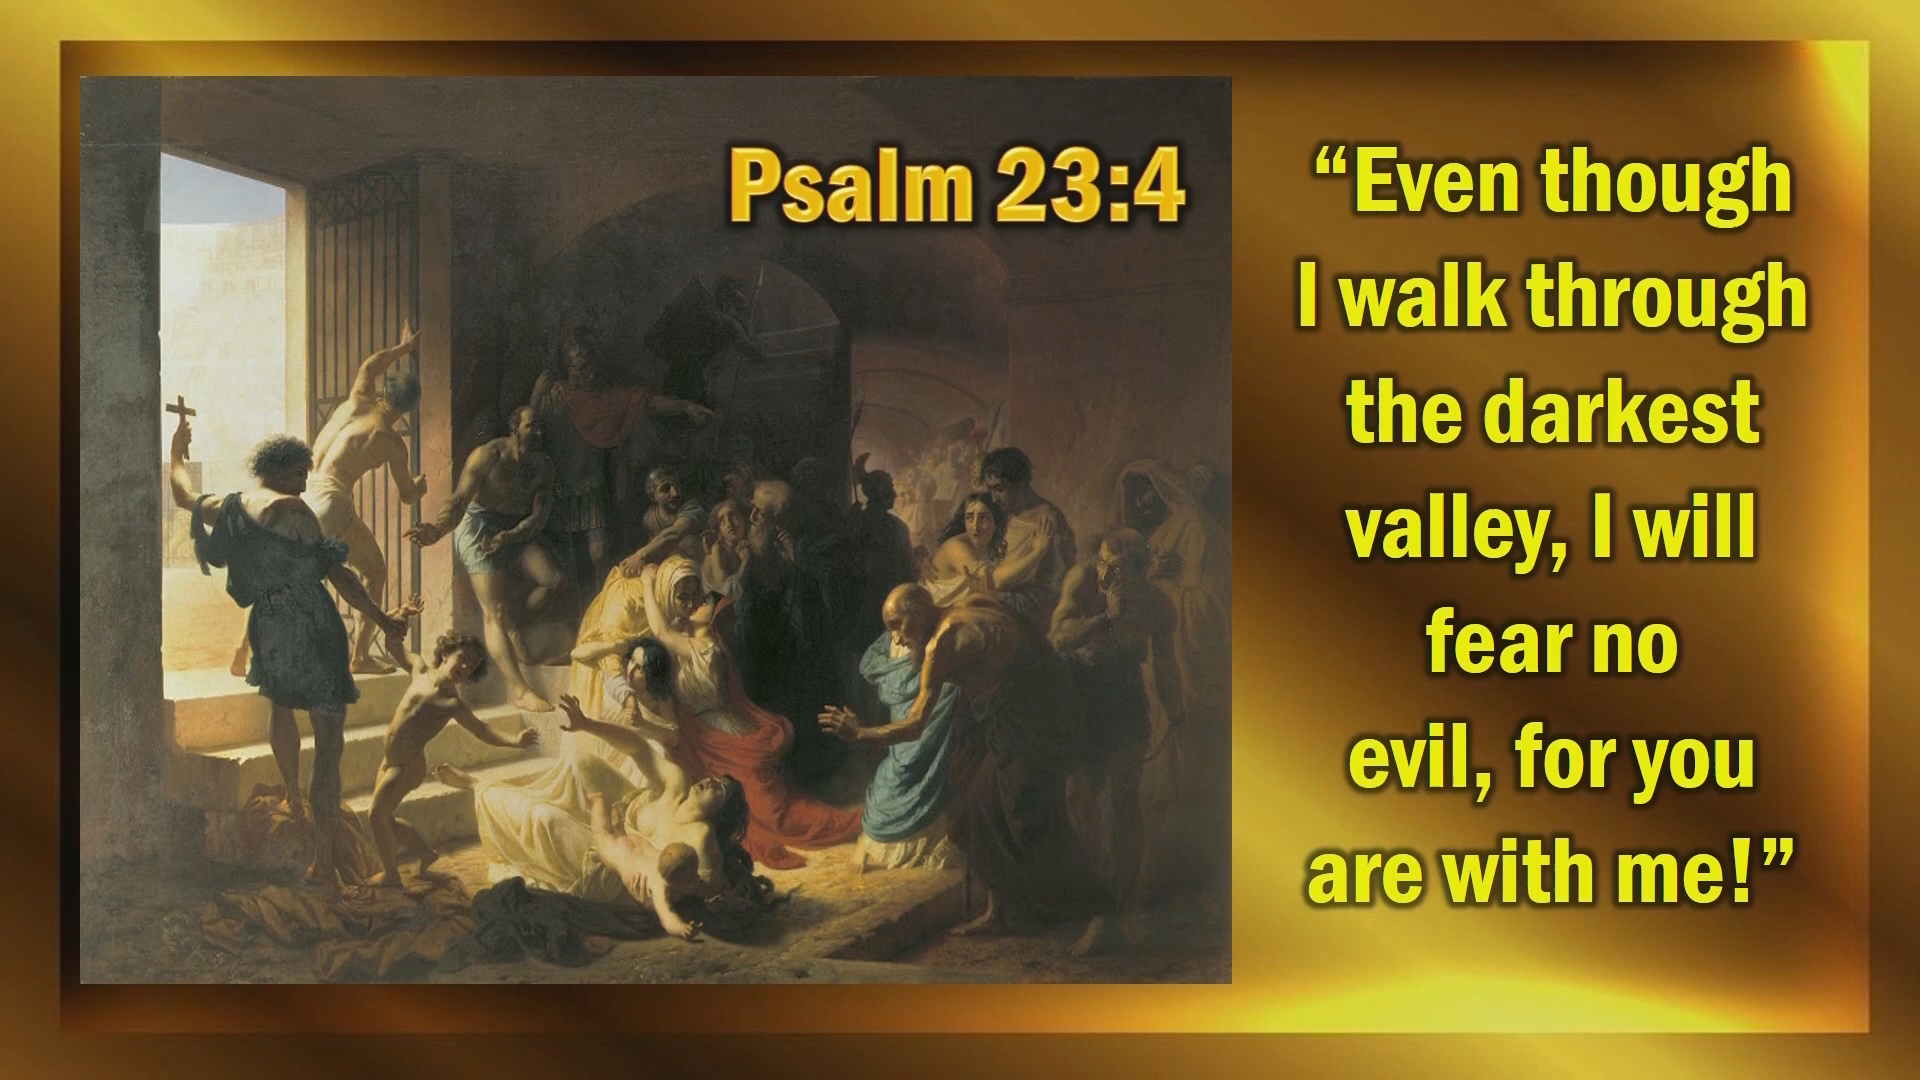 Psalm 23:4
“Even though
I walk through
the darkest
valley, I will
fear no
evil, for you
are with me!”